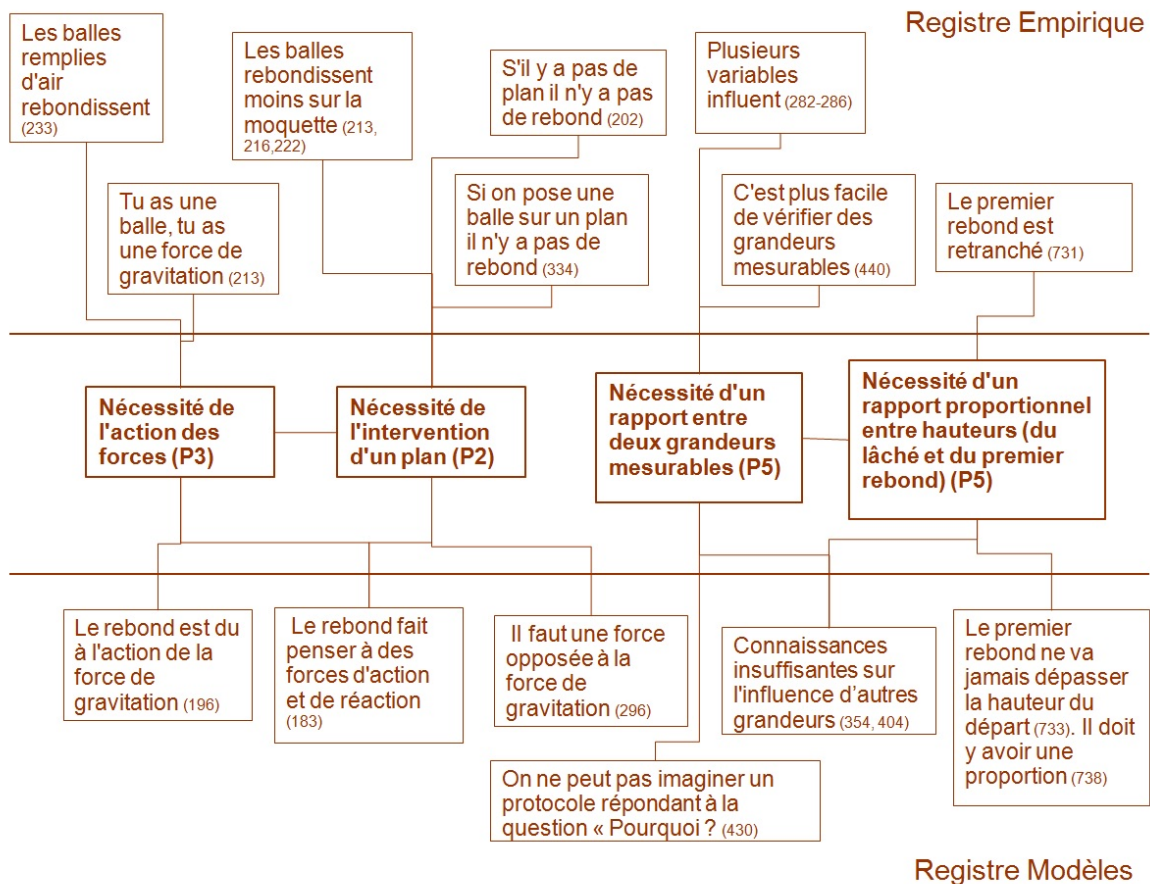 Registre Empirique
Les balles
remplies
d'air
rebondissent
(233)
Les balles
rebondissent
moins sur la
moquette (213,
216,222)
S'il y a pas de
plan il n'y a pas
de rebond (202)
Plusieurs
variables
influent (282-286)
Tu as une
balle, tu as
une force de
gravitation (213)
Si on pose une
balle sur un plan
il n'y a pas de
rebond (334)
C'est plus facile
de vérifier des
grandeurs
mesurables (440)
Le premier
rebond est
retranché (731)
Nécessité de
l'action des
forces (P3)
Nécessité de
l'intervention
d'un plan (P2)
Nécessité d'un
rapport entre
deux grandeurs
mesurables (P5)
Nécessité d'un
rapport proportionnel
entre hauteurs (du
lâché et du premier
rebond) (P5)
Le rebond est du
à l'action de la
force de
gravitation (196)
Le rebond fait
penser à des
forces d'action
et de réaction
(183)
Il faut une force
opposée à la
force de
gravitation (296)
Connaissances
insuffisantes sur
l'influence d’autres
grandeurs (354, 404)
Le premier
rebond ne va
jamais dépasser
la hauteur du
départ (733). Il doit
y avoir une
proportion (738)
On ne peut pas imaginer un
protocole répondant à la
question « Pourquoi ? (430)
Registre Modèles